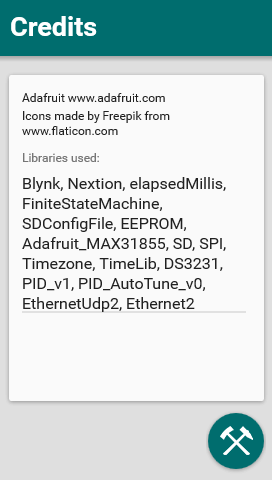 Credits
Adafruit www.adafruit.com
Icons made by Freepik from
www.flaticon.com
Libraries used:
Blynk, Nextion, elapsedMillis,
FiniteStateMachine,
SDConfigFile, EEPROM,
Adafruit_MAX31855, SD, SPI,
Timezone, TimeLib, DS3231,
PID_v1, PID_AutoTune_v0,
EthernetUdp2, Ethernet2